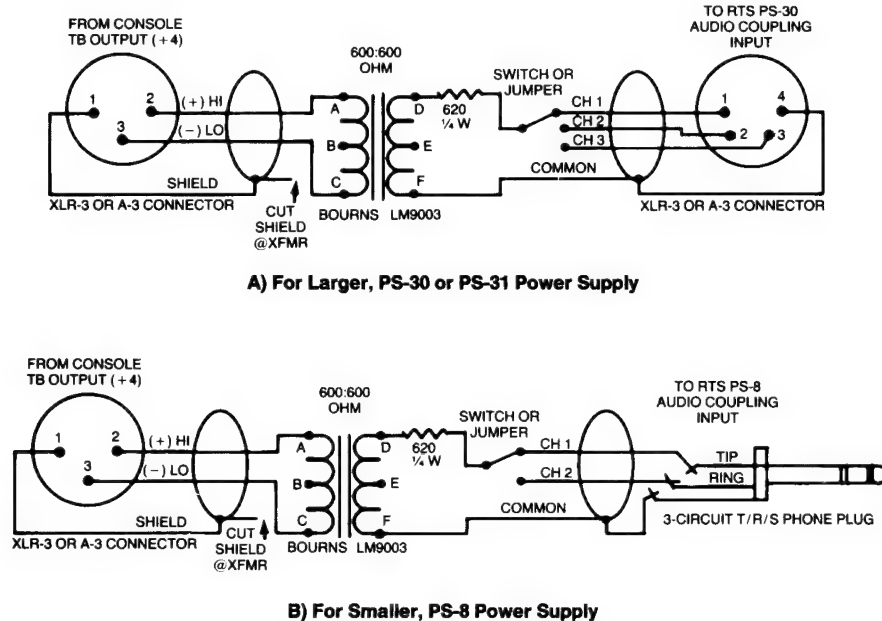 FROM CONSOLE
TB OUTPUT (+4)
1
2
3
(+) HI
(−) LO
SHIELD
XLR-3 OR A-3 CONNECTOR
CUT
SHIELD
@XFMR
600:600
OHM
A
B
C
D
E
F
BOURNS
LM9003
620
¼ W
SWITCH OR
JUMPER
CH 1
CH 2
CH 3
COMMON
TO RTS PS-30
AUDIO COUPLING
INPUT
1
4
2
3
XLR-3 OR A-3 CONNECTOR
A) For Larger, PS-30 or PS-31 Power Supply
FROM CONSOLE
TB OUTPUT (+4)
1
2
3
(+) HI
(−) LO
SHIELD
XLR-3 OR A-3 CONNECTOR
CUT
SHIELD
@XFMR
600:600
OHM
A
B
C
D
E
F
BOURNS
LM9003
620
¼ W
SWITCH OR
JUMPER
CH 1
CH 2
COMMON
TO RTS PS-8
AUDIO COUPLING
INPUT
TIP
RING
3-CIRCUIT T/R/S PHONE PLUG
B) For Smaller, PS-8 Power Supply